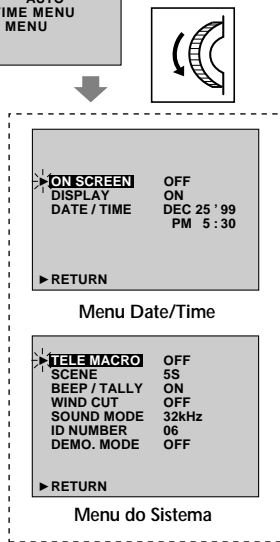 AUTO
TIME MENU
MENU
►ON SCREEN OFF
DISPLAY ON
DATE / TIME DEC 25 ’ 99
PM 5 : 30
►RETURN
Menu Date/Time
►TELE MACRO OFF
SCENE 5S
BEEP / TALLY ON
WIND CUT OFF
SOUND MODE 32kHz
ID NUMBER 06
DEMO. MODE OFF
►RETURN
Menu do Sistema